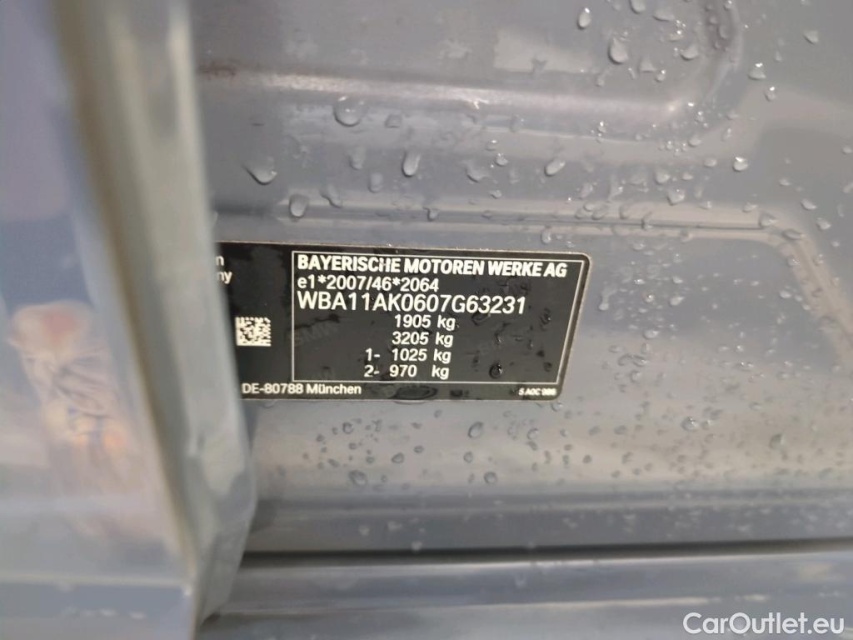 n
ny
BAYERISCHE MOTOREN WERKE AG
e1*2007/46*2064
WBA11AK0607G63231
1905 kg
3205 kg
1- 1025 kg
2- 970 kg
DE-80788 München
CarOutlet.eu